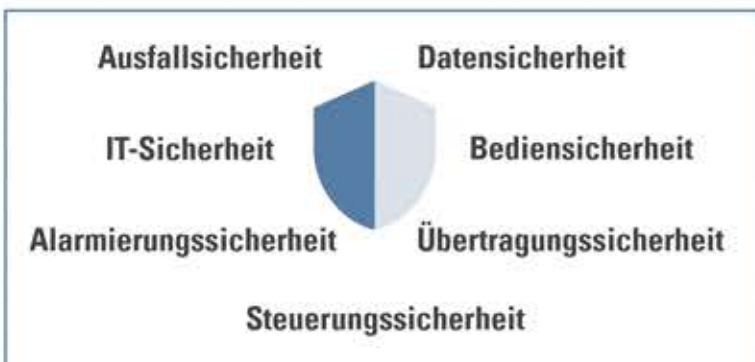 Ausfallsicherheit Datensicherheit
IT-Sicherheit Bediensicherheit
Alarmierungssicherheit Übertragungssicherheit
Steuerungssicherheit